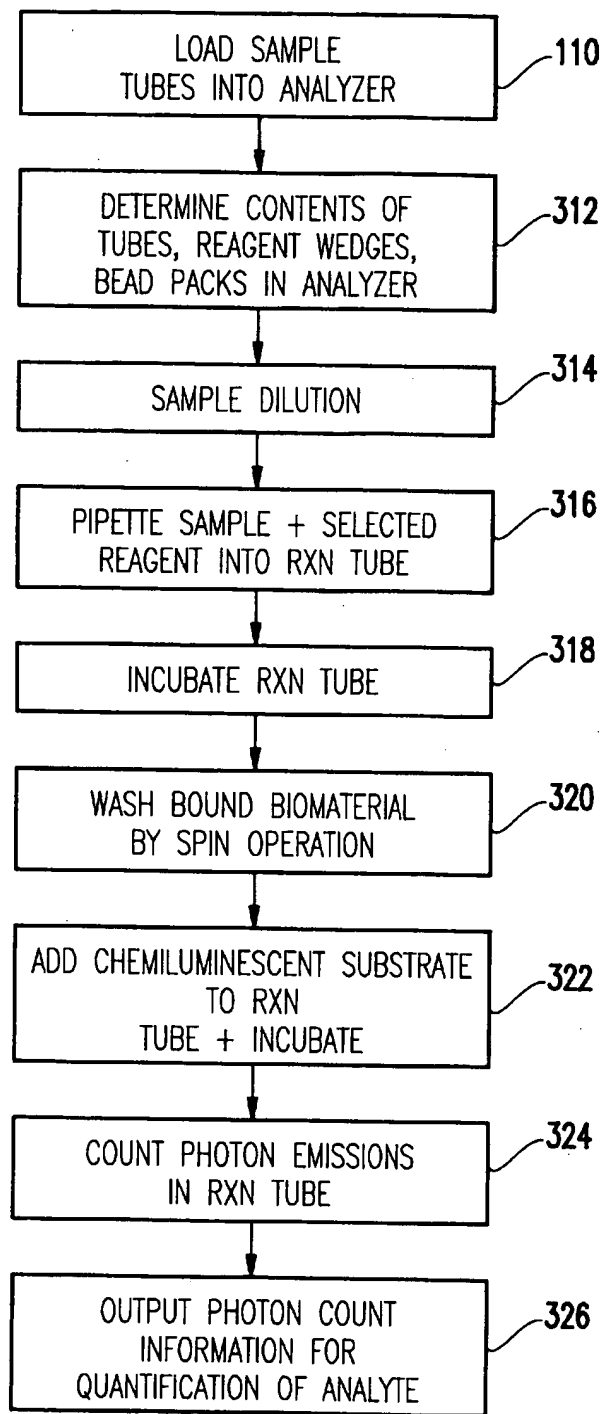 LOAD SAMPLE
TUBES INTO ANALYZER
110
DETERMINE CONTENTS OF
TUBES, REAGENT WEDGES,
BEAD PACKS IN ANALYZER
312
SAMPLE DILUTION
314
PIPETTE SAMPLE + SELECTED
REAGENT INTO RXN TUBE
316
INCUBATE RXN TUBE
318
WASH BOUND BIOMATERIAL
BY SPIN OPERATION
320
ADD CHEMILUMINESCENT SUBSTRATE
TO RXN
TUBE + INCUBATE
322
COUNT PHOTON EMISSIONS
IN RXN TUBE
324
OUTPUT PHOTON COUNT
INFORMATION FOR
QUANTIFICATION OF ANALYTE
326